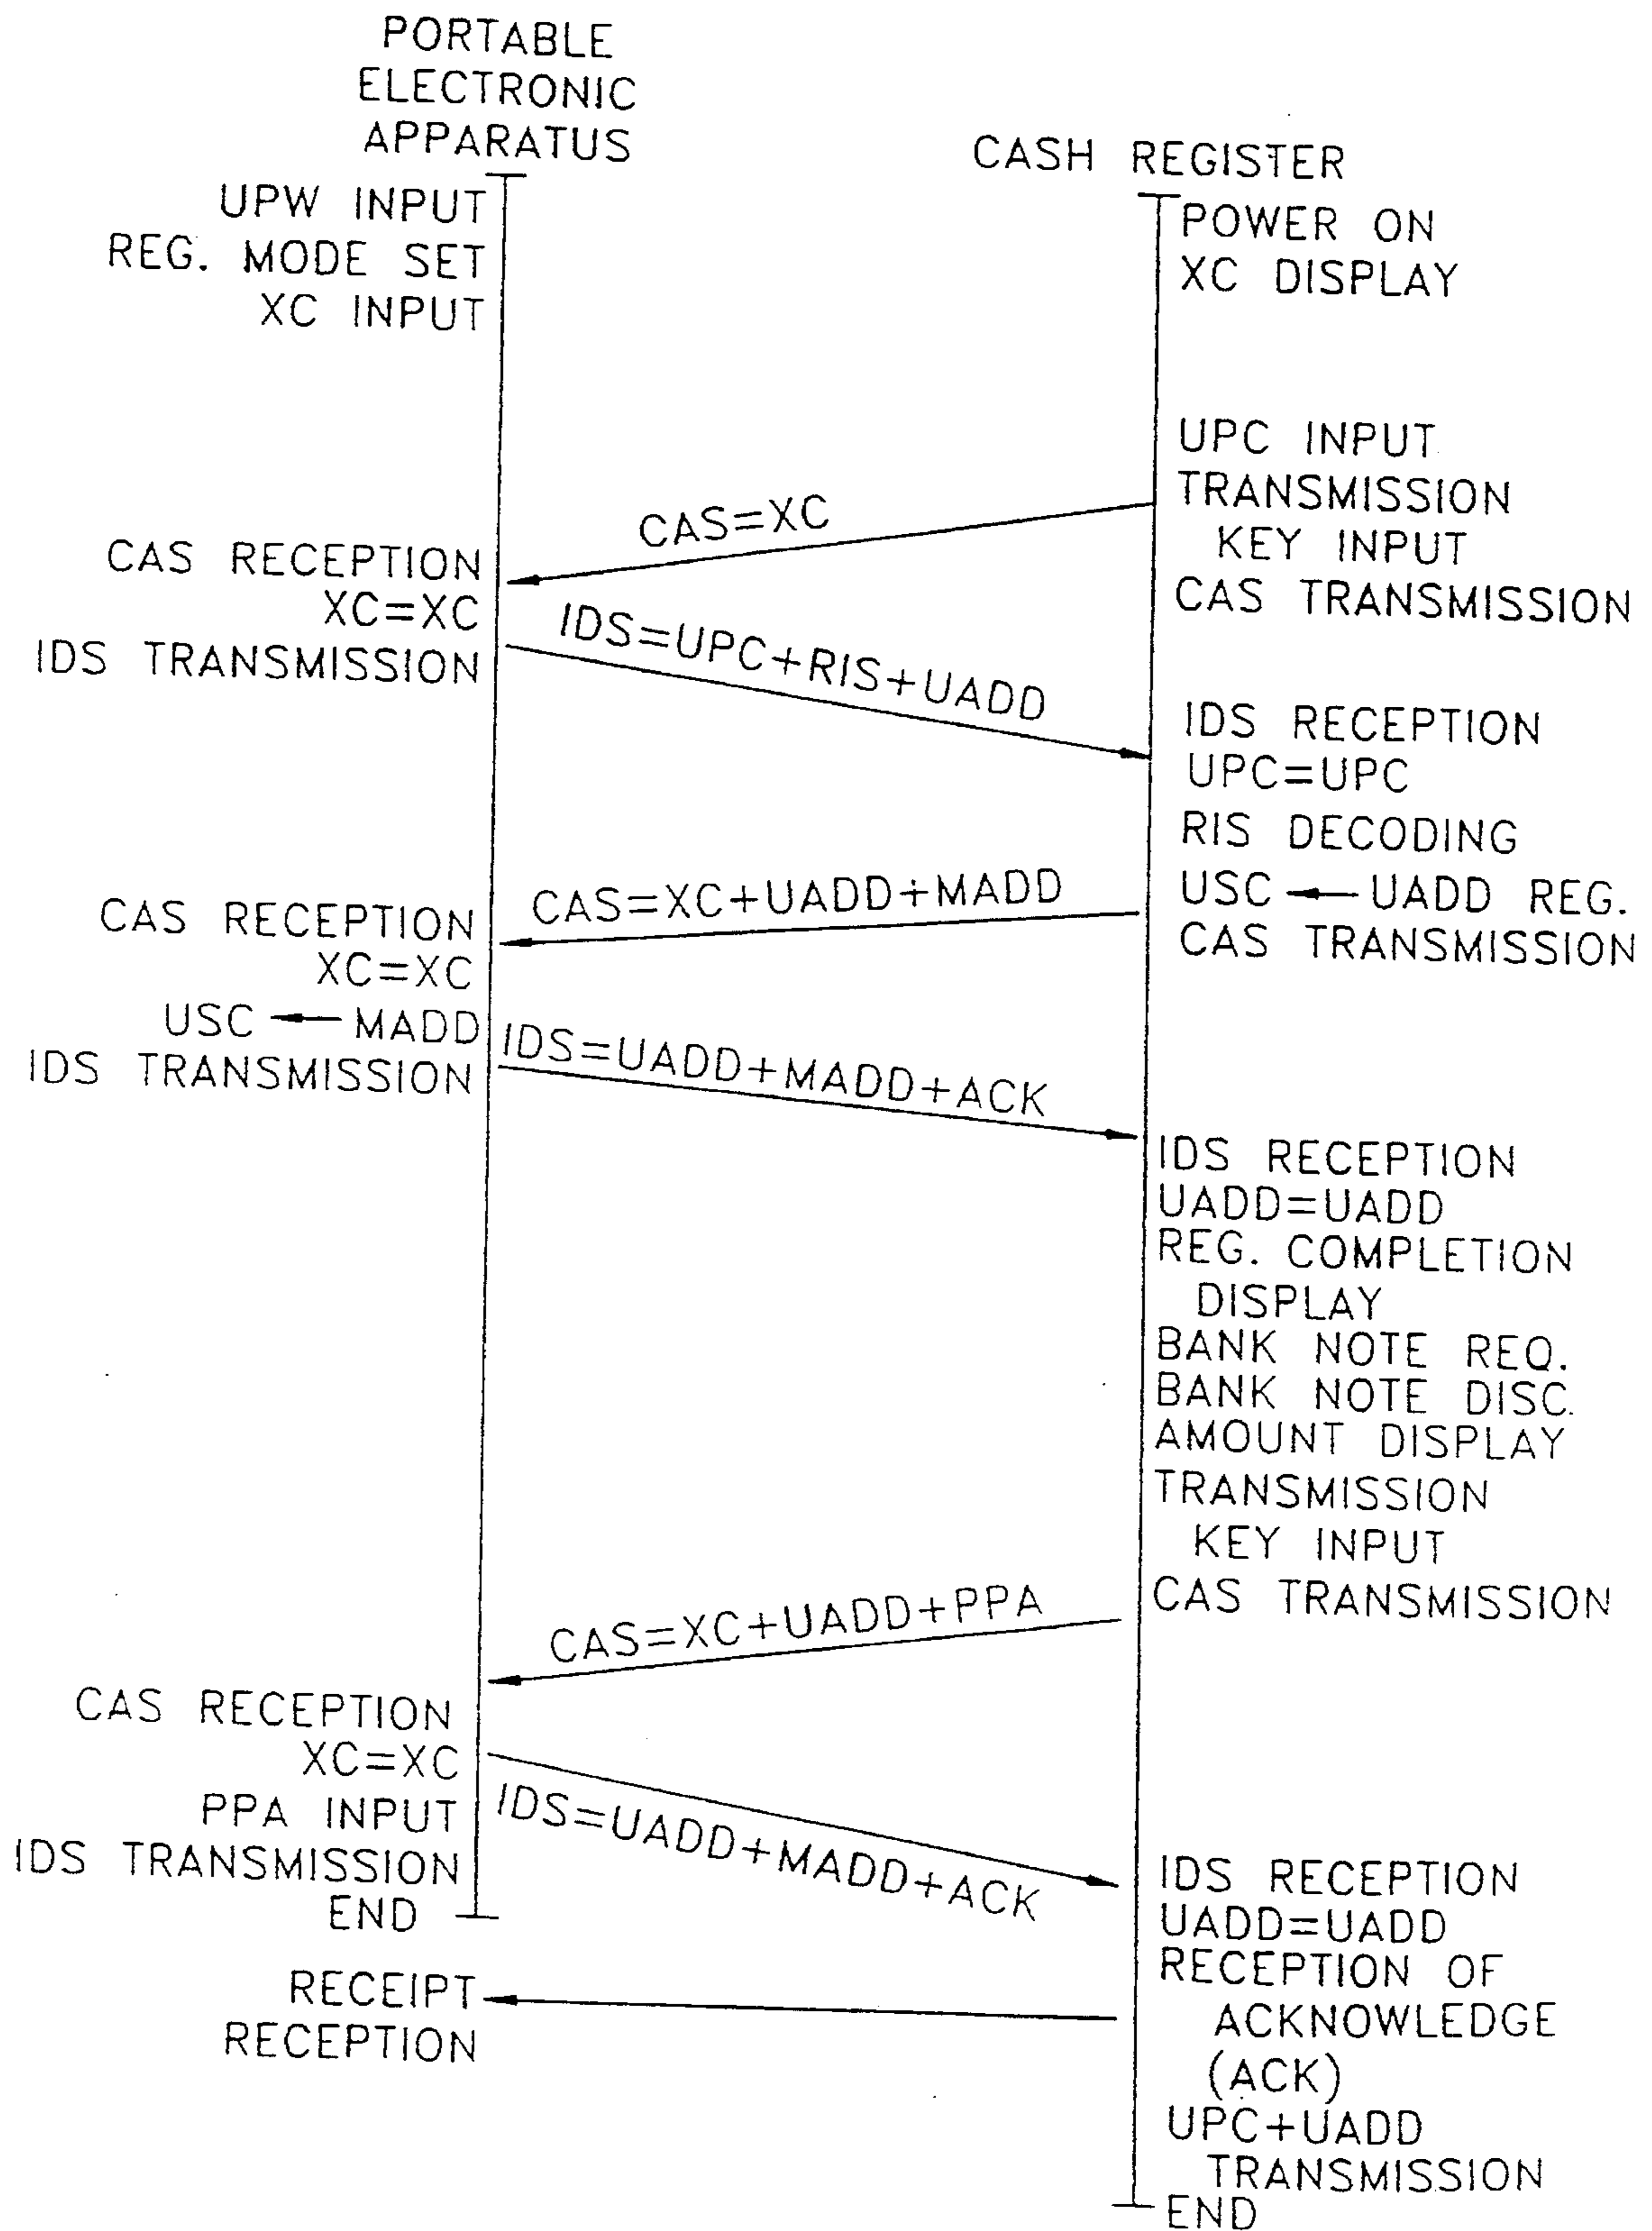 PORTABLE
ELECTRONIC
APPARATUS
CASH REGISTER
UPW INPUT
REG. MODE SET
XC INPUT
POWER ON
XC DISPLAY
UPC INPUT
TRANSMISSION
KEY INPUT
CAS TRANSMISSION
CAS=XC
CAS RECEPTION
XC=XC
IDS TRANSMISSION
IDS=UPC+RIS+UADD
IDS RECEPTION
UPC=UPC
RIS DECODING
USC ← UADD REG.
CAS TRANSMISSION
CAS=XC+UADD+MADD
CAS RECEPTION
XC=XC
USC ← MADD
IDS TRANSMISSION
IDS=UADD+MADD+ACK
IDS RECEPTION
UADD=UADD
REG. COMPLETION
DISPLAY
BANK NOTE REQ.
BANK NOTE DISC.
AMOUNT DISPLAY
TRANSMISSION
KEY INPUT
CAS TRANSMISSION
CAS=XC+UADD+PPA
CAS RECEPTION
XC=XC
PPA INPUT
IDS TRANSMISSION
END
IDS=UADD+MADD+ACK
IDS RECEPTION
UADD=UADD
RECEPTION OF
ACKNOWLEDGE
(ACK)
UPC+UADD
TRANSMISSION
END
RECEIPT
RECEPTION